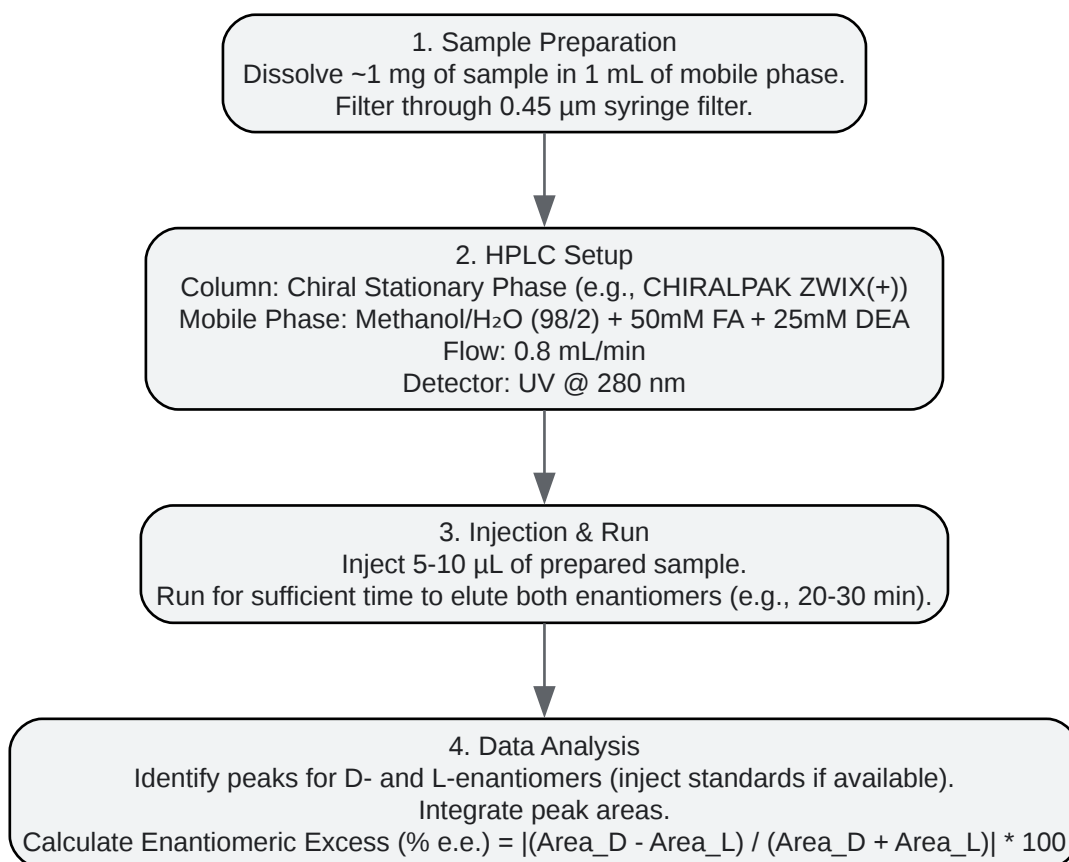 1. Sample Preparation
Dissolve ~1 mg of sample in 1 mL of mobile phase.
Filter through 0.45 µm syringe filter.
2. HPLC Setup
Column: Chiral Stationary Phase (e.g., CHIRALPAK ZWIX(+))
Mobile Phase: Methanol/H₂O (98/2) + 50mM FA + 25mM DEA
Flow: 0.8 mL/min
Detector: UV @ 280 nm
3. Injection & Run
Inject 5-10 µL of prepared sample.
Run for sufficient time to elute both enantiomers (e.g., 20-30 min).
4. Data Analysis
Identify peaks for D- and L-enantiomers (inject standards if available).
Integrate peak areas.
Calculate Enantiomeric Excess (% e.e.) = |(Area_D - Area_L) / (Area_D + Area_L)| * 100